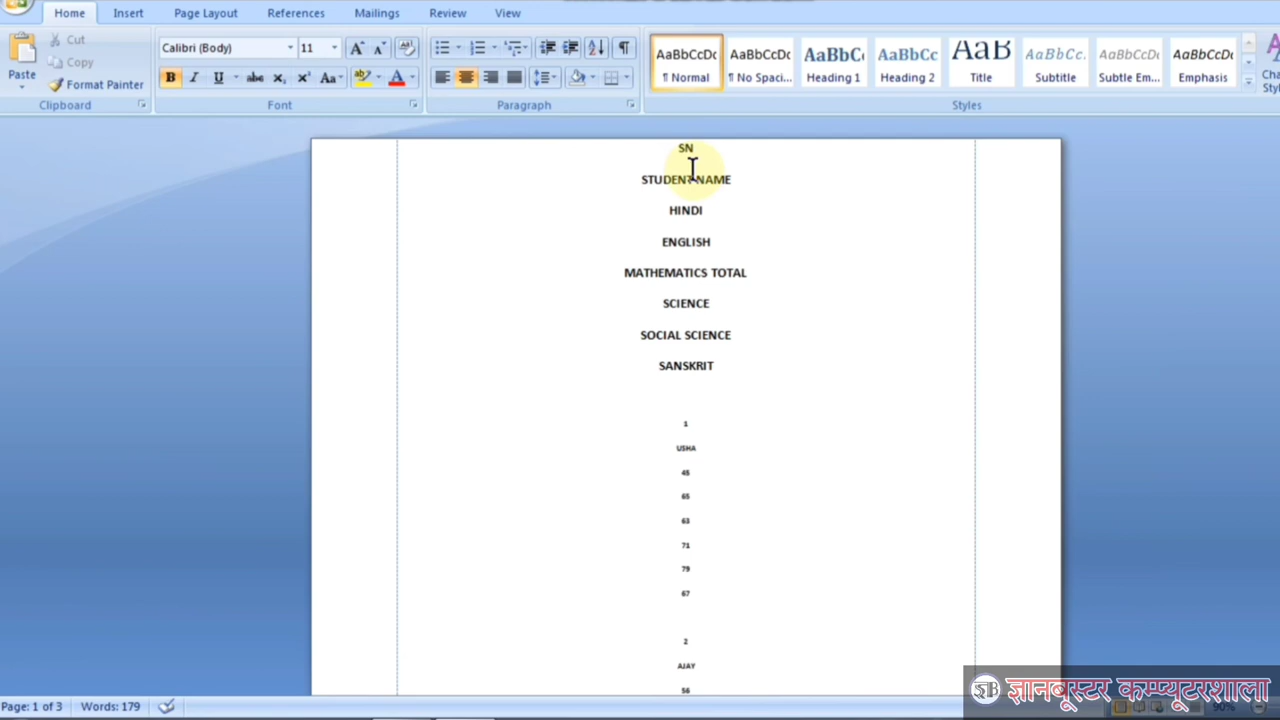 Home Insert Page Layout References Mailings Review View
Cut
Copy
Paste
Format Painter
Clipboard
Calibri (Body) 11
Font
Paragraph
AaBbCcDc AaBbCcDc AaBbC AaBbCc AaB AaBbCc. AaBbCcDc AaBbCcDc
¶ Normal ¶ No Spaci... Heading 1 Heading 2 Title Subtitle Subtle Em... Emphasis
Styles
SN
STUDENT NAME
HINDI
ENGLISH
MATHEMATICS TOTAL
SCIENCE
SOCIAL SCIENCE
SANSKRIT
1
USHA
45
65
63
71
79
67
2
AJAY
56
ज्ञानबूस्टर कम्प्यूटरशाला
Page: 1 of 3 Words: 179 90%